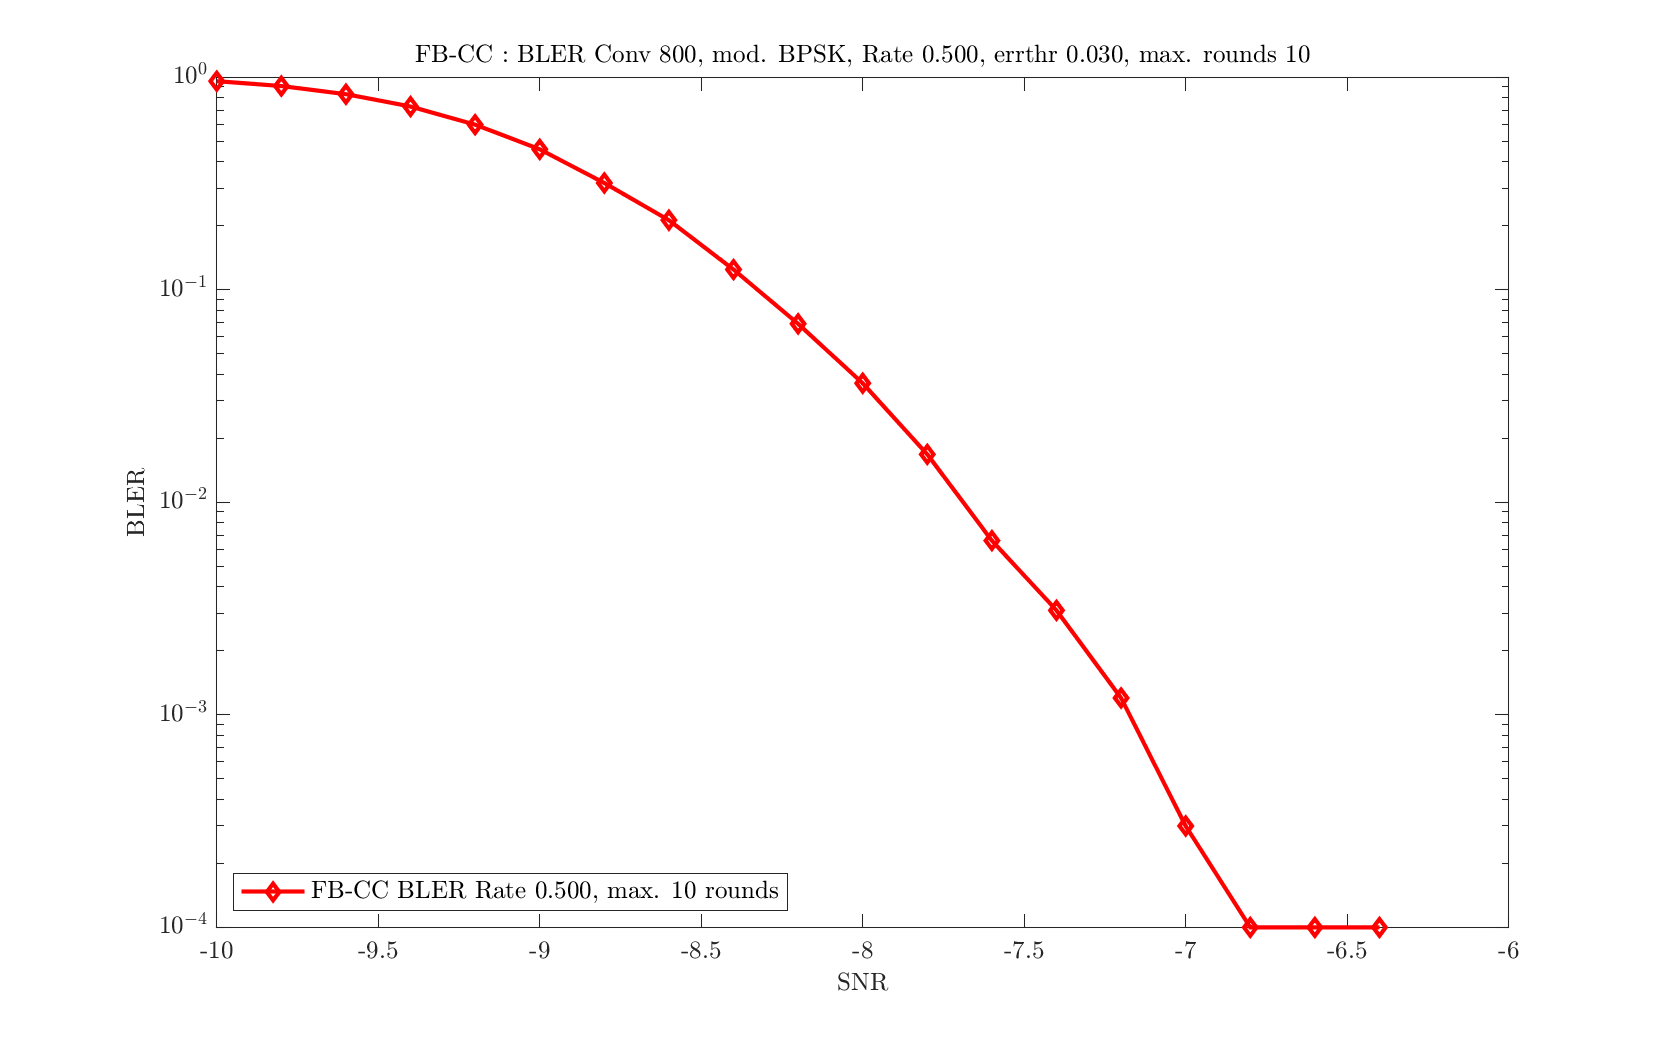 FB-CC : BLER Conv 800, mod. BPSK, Rate 0.500, errthr 0.030, max. rounds 10
10^0
10^-1
10^-2
10^-3
10^-4
BLER
FB-CC BLER Rate 0.500, max. 10 rounds
-10 -9.5 -9 -8.5 -8 -7.5 -7 -6.5 -6
SNR